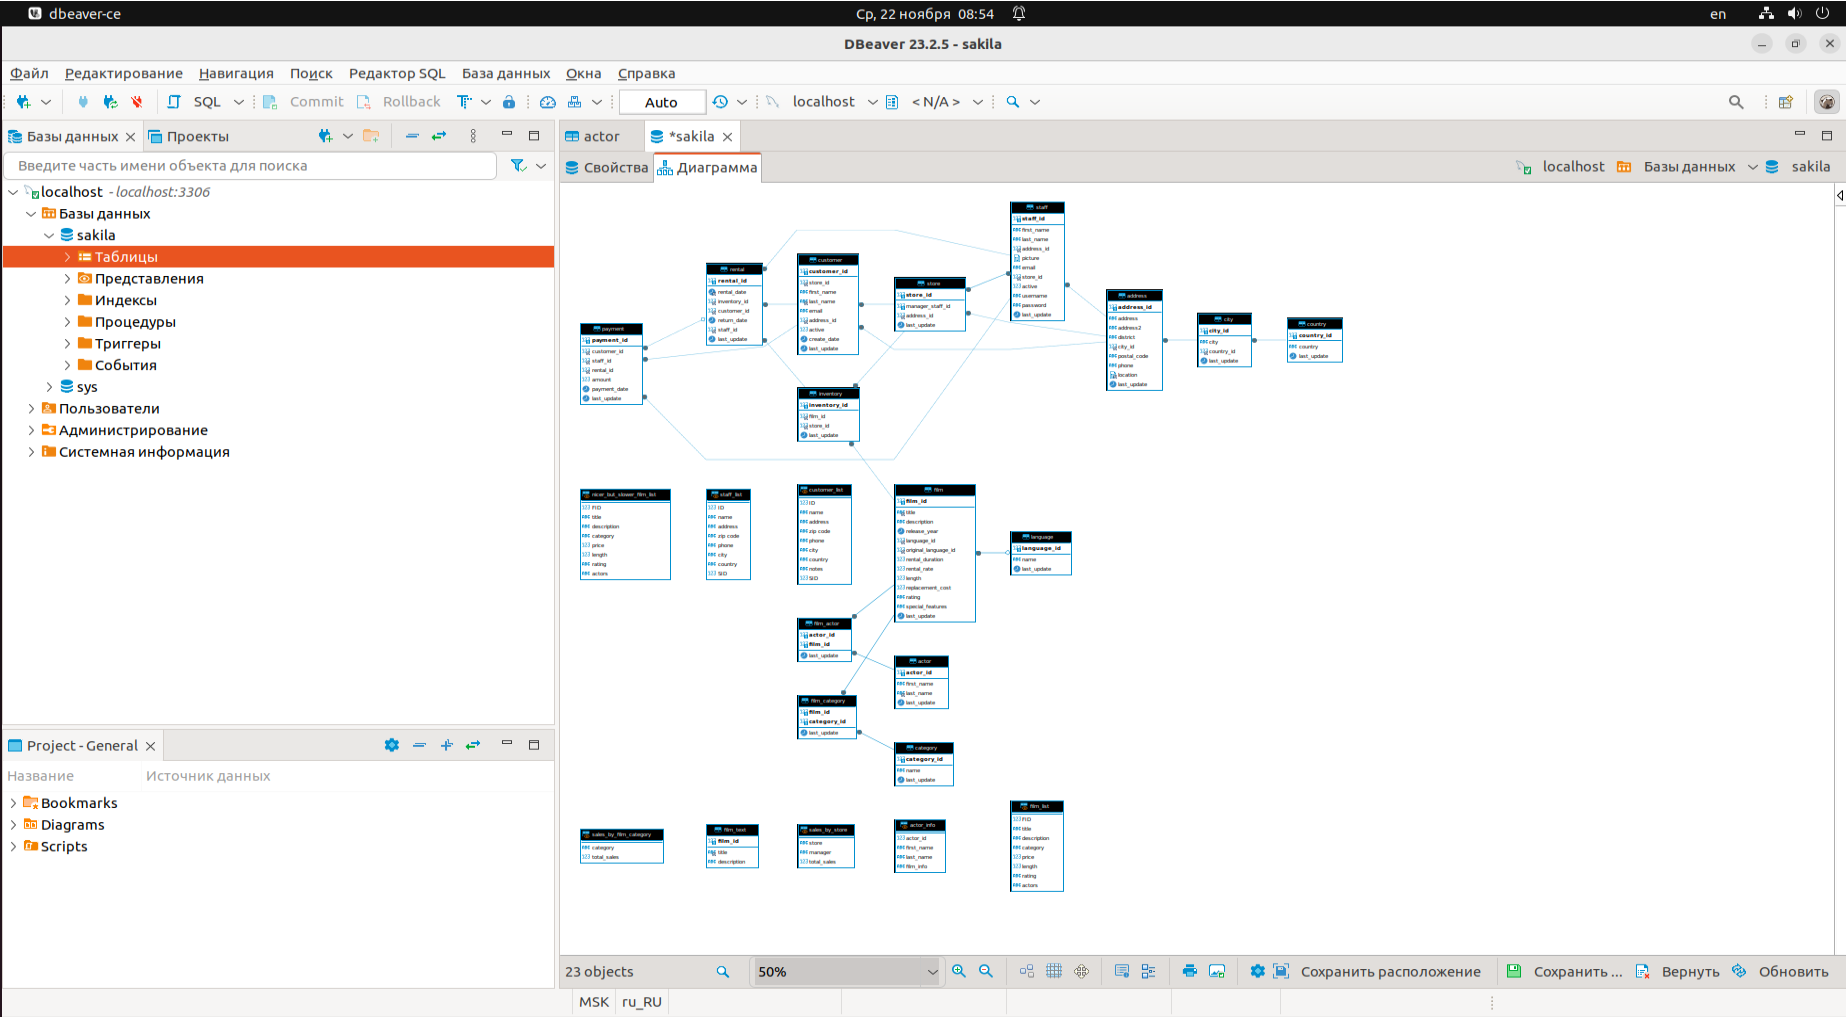 dbeaver-ce
Ср, 22 ноября 08:54
en
DBeaver 23.2.5 - sakila
Файл Редактирование Навигация Поиск Редактор SQL База данных Окна Справка
SQL Commit Rollback Auto localhost < N/A >
Базы данных Проекты
Введите часть имени объекта для поиска
localhost - localhost:3306
Базы данных
sakila
Таблицы
Представления
Индексы
Процедуры
Триггеры
События
sys
Пользователи
Администрирование
Системная информация
Project - General
Название Источник данных
Bookmarks
Diagrams
Scripts
actor *sakila
Свойства Диаграмма
localhost Базы данных sakila
staff
staff_id
first_name
last_name
address_id
picture
email
store_id
active
username
password
last_update
rental
rental_id
rental_date
inventory_id
customer_id
return_date
staff_id
last_update
customer
customer_id
store_id
first_name
last_name
email
address_id
active
create_date
last_update
store
store_id
manager_staff_id
address_id
last_update
address
address_id
address
address2
district
city_id
postal_code
phone
location
last_update
city
city_id
city
country_id
last_update
country
country_id
country
last_update
payment
payment_id
customer_id
staff_id
rental_id
amount
payment_date
last_update
inventory
inventory_id
film_id
store_id
last_update
nicer_but_slower_film_list
FID
title
description
category
price
length
rating
actors
staff_list
ID
name
address
zip code
phone
city
country
SID
customer_list
ID
name
address
zip code
phone
city
country
notes
SID
film
film_id
title
description
release_year
language_id
original_language_id
rental_duration
rental_rate
length
replacement_cost
rating
special_features
last_update
language
language_id
name
last_update
film_actor
actor_id
film_id
last_update
actor
actor_id
first_name
last_name
last_update
film_category
film_id
category_id
last_update
category
category_id
name
last_update
sales_by_film_category
category
total_sales
film_text
film_id
title
description
sales_by_store
store
manager
total_sales
actor_info
actor_id
first_name
last_name
film_info
film_list
FID
title
description
category
price
length
rating
actors
23 objects 50% Сохранить расположение Сохранить ... Вернуть Обновить
MSK ru_RU